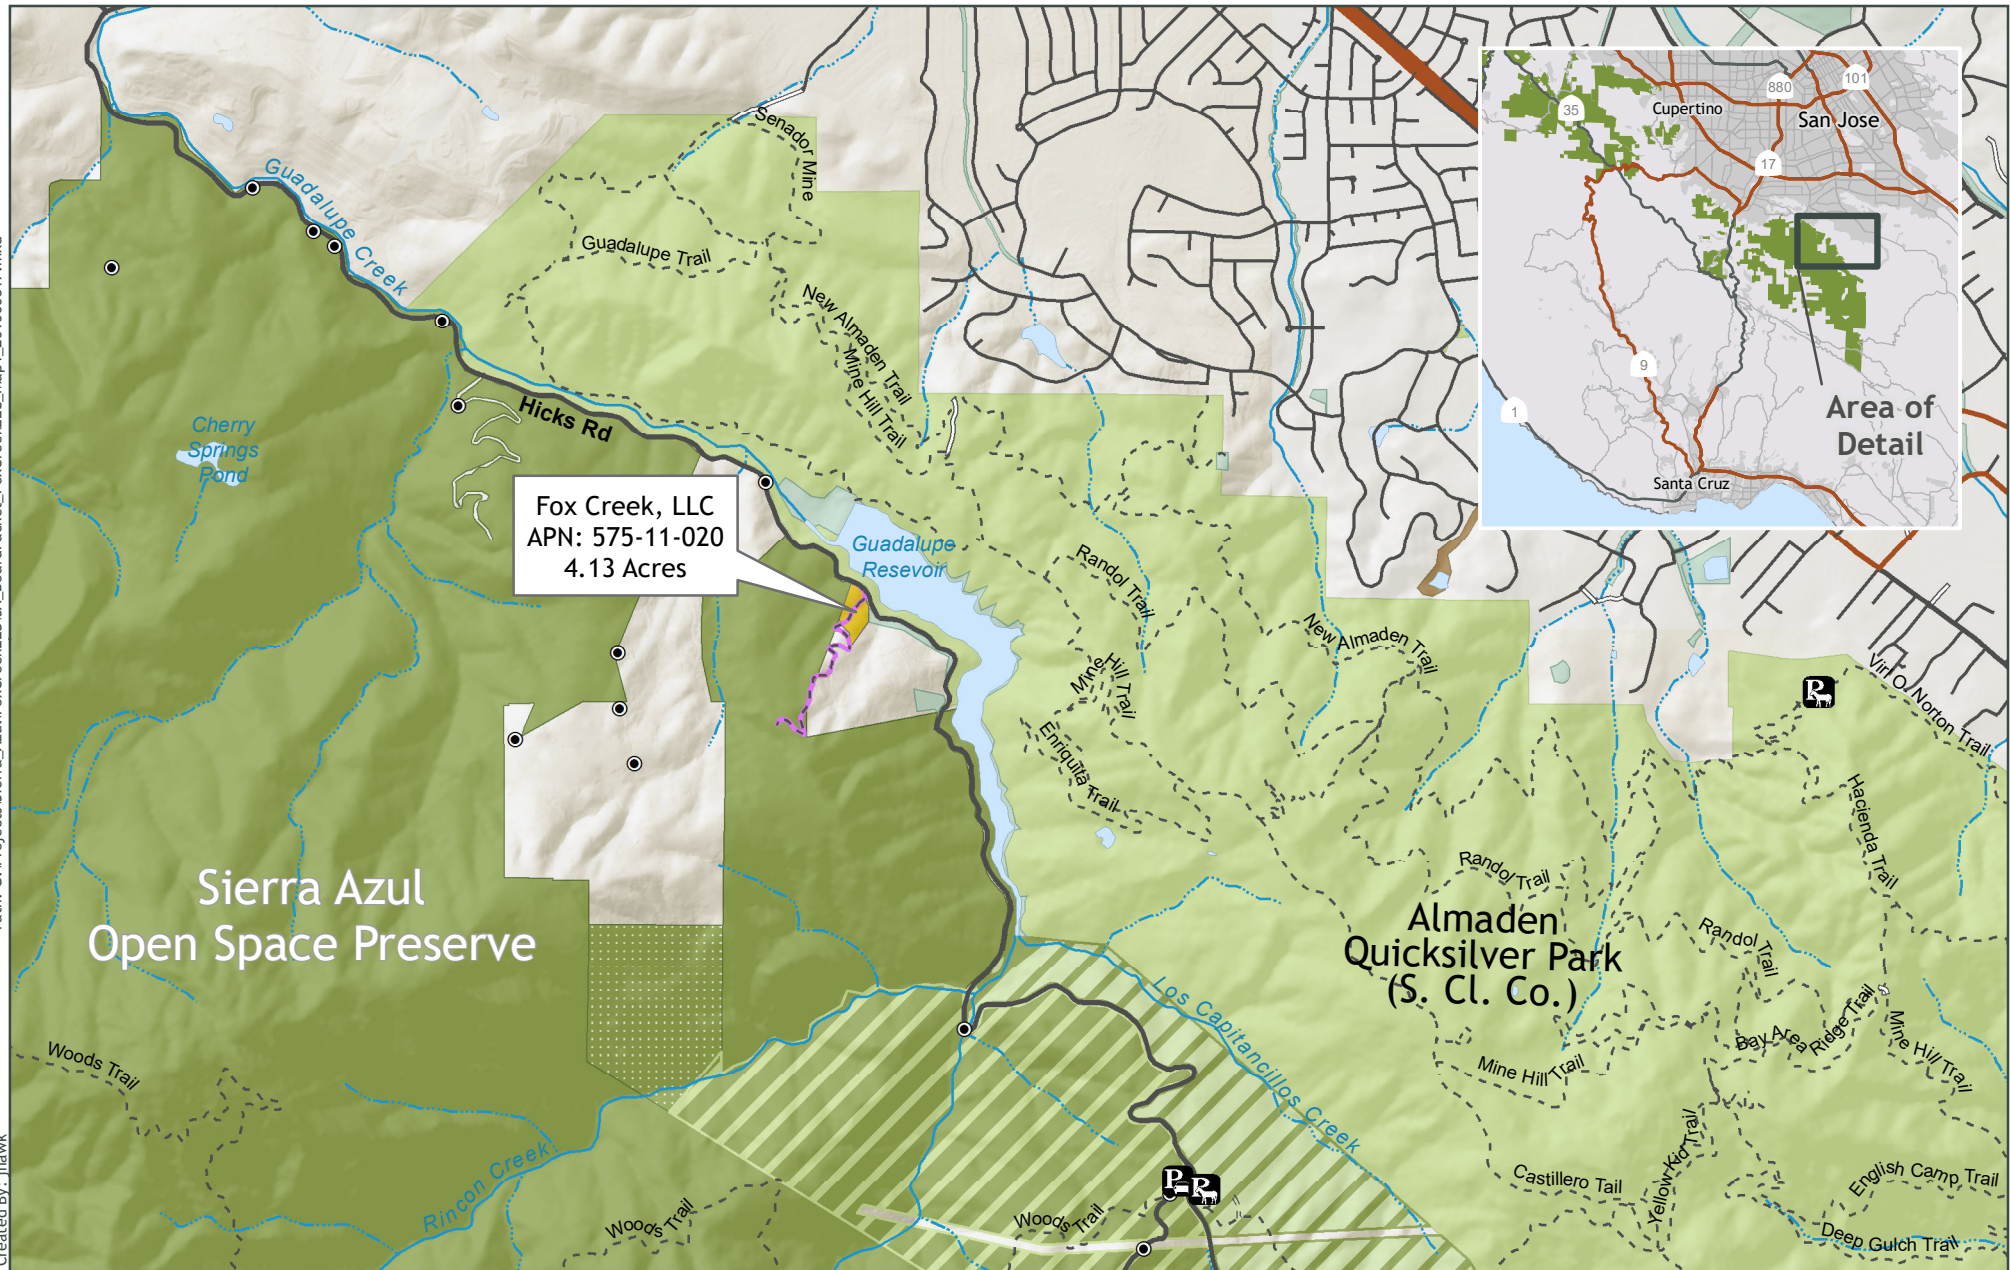 Senador Mine
Guadalupe Creek
Guadalupe Trail
New Almaden Trail
Mine Hill Trail
Hicks Rd
Cherry
Springs
Pond
Fox Creek, LLC
APN: 575-11-020
4.13 Acres
Guadalupe
Resevoir
35
Cupertino
880
101
San Jose
17
9
1
Santa Cruz
Area of
Detail
Randol Trail
New Almaden Trail
Mine Hill Trail
Enriquita Trail
Virl O. Norton Trail
Hacienda Trail
Sierra Azul
Open Space Preserve
Randol Trail
Almaden
Quicksilver Park
(S. Cl. Co.)
Randol Trail
Los Capitancillos Creek
Bay Area Ridge Trail
Mine Hill Trail
Mine Hill Trail
Woods Trail
Rincon Creek
Woods Trail
Woods Trail
P
Castillero Tail
Yellow Kid Trail
English Camp Trail
Deep Gulch Trail
Created By: jhawk